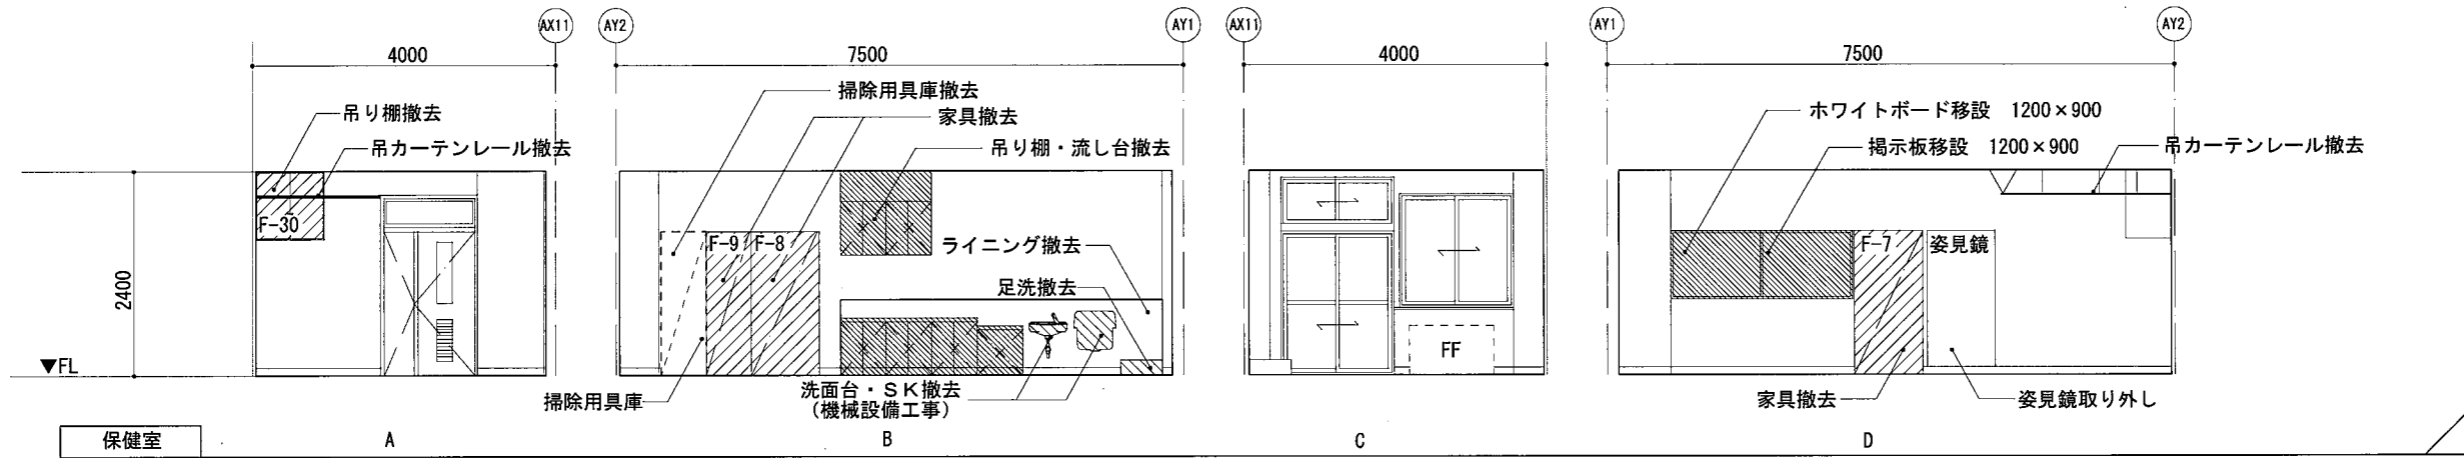 AX11
AY2
AY1
AX11
AY1
AY2
4000
7500
4000
7500
掃除用具庫撤去
吊り棚撤去
家具撤去
ホワイトボード移設 1200×900
吊カーテンレール撤去
吊り棚・流し台撤去
掲示板移設 1200×900
吊カーテンレール撤去
F-30
F-9
F-8
ライニング撤去
F-7
姿見鏡
2400
足洗撤去
FF
▼FL
掃除用具庫
洗面台・SK撤去
(機械設備工事)
家具撤去
姿見鏡取り外し
保健室
A
B
C
D